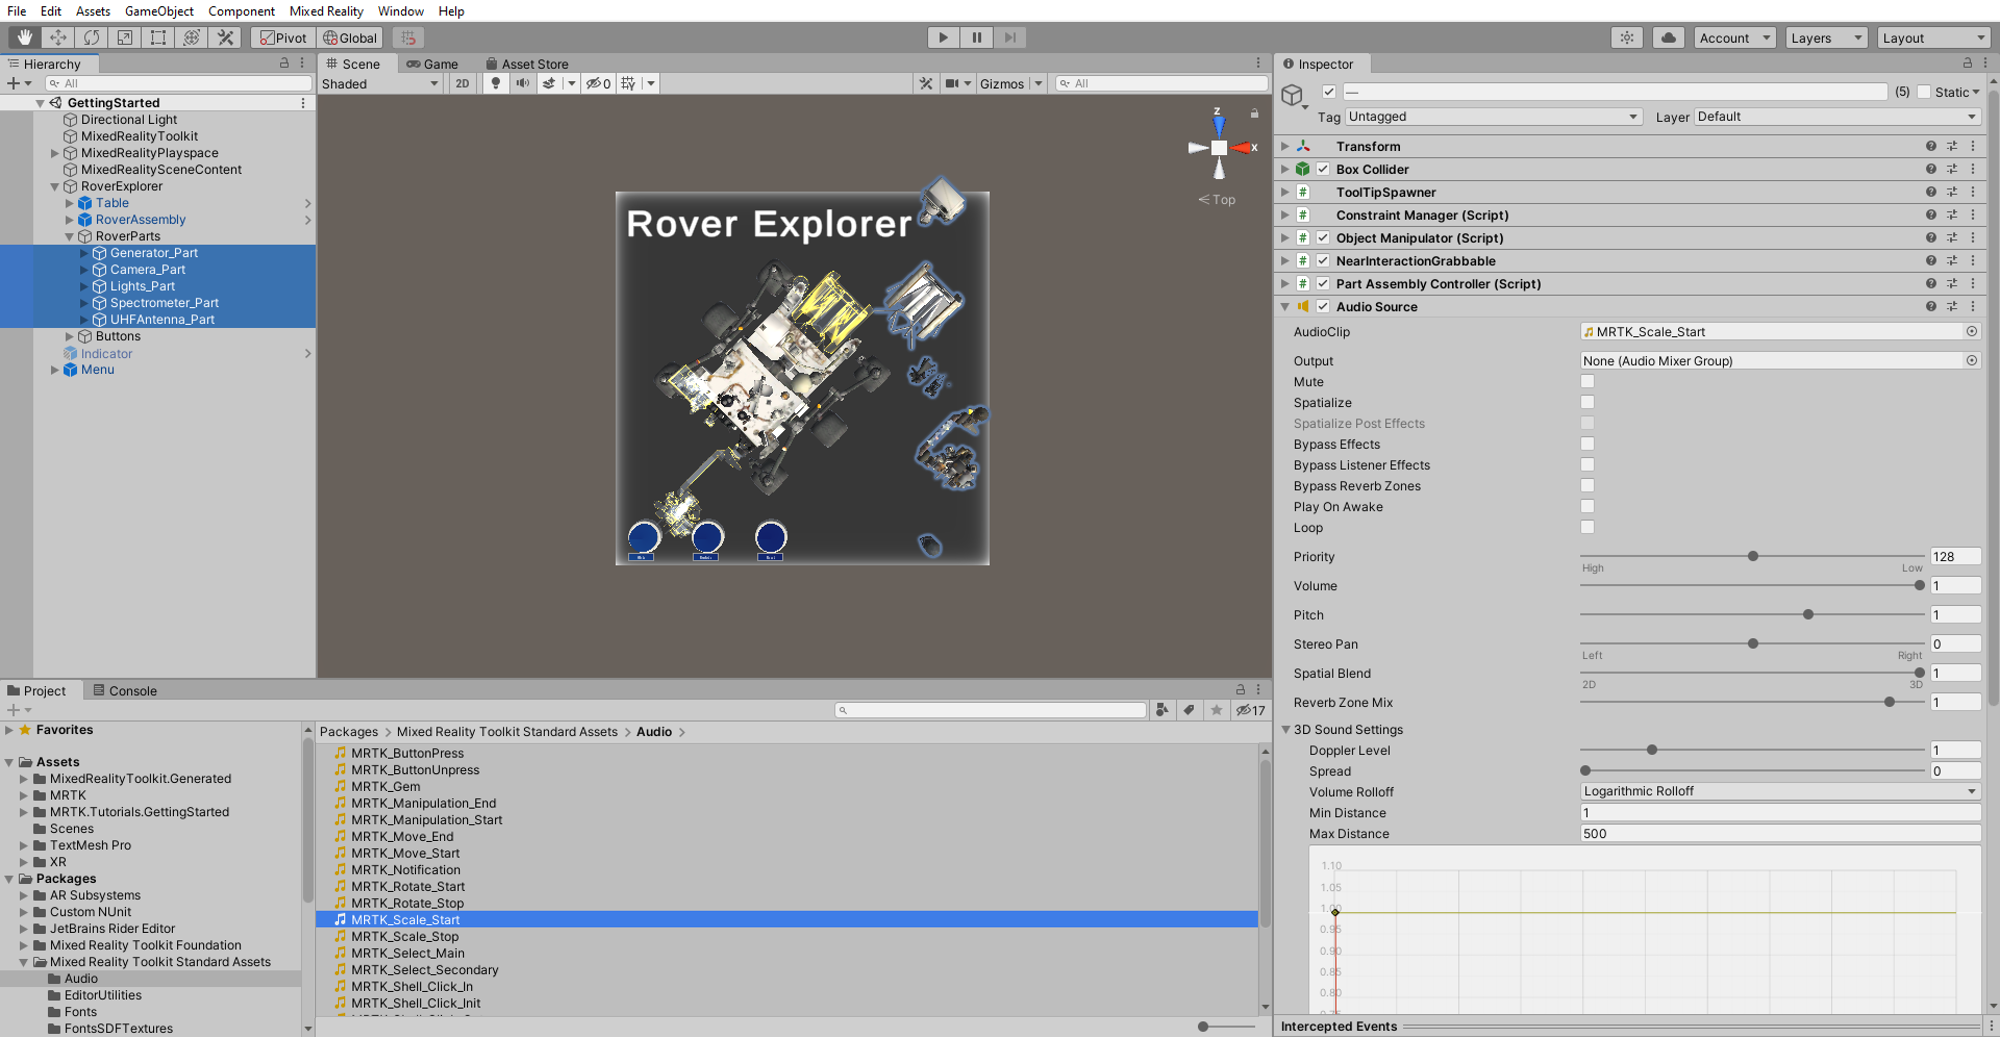 File Edit Assets GameObject Component Mixed Reality Window Help
Pivot Global Account Layers Layout
Hierarchy
All
GettingStarted
Directional Light
MixedRealityToolkit
MixedRealityPlayspace
MixedRealitySceneContent
RoverExplorer
Table
RoverAssembly
RoverParts
Generator_Part
Camera_Part
Lights_Part
Spectrometer_Part
UHFAntenna_Part
Buttons
Indicator
Menu
Scene Game Asset Store
Shaded 2D 0 Gizmos All
Z
X
Top
Rover Explorer
Inspector
— (5) Static
Tag Untagged Layer Default
Transform
Box Collider
ToolTipSpawner
Constraint Manager (Script)
Object Manipulator (Script)
NearInteractionGrabbable
Part Assembly Controller (Script)
Audio Source
AudioClip MRTK_Scale_Start
Output None (Audio Mixer Group)
Mute
Spatialize
Spatialize Post Effects
Bypass Effects
Bypass Listener Effects
Bypass Reverb Zones
Play On Awake
Loop
Priority 128
High Low
Volume 1
Pitch 1
Stereo Pan 0
Left Right
Spatial Blend 1
2D 3D
Reverb Zone Mix 1
3D Sound Settings
Doppler Level 1
Spread 0
Volume Rolloff Logarithmic Rolloff
Min Distance 1
Max Distance 500
1.10
1.05
1.00
0.95
0.90
0.85
0.80
Intercepted Events
Project Console
17
Favorites
Assets
MixedRealityToolkit.Generated
MRTK
MRTK.Tutorials.GettingStarted
Scenes
TextMesh Pro
XR
Packages
AR Subsystems
Custom NUnit
JetBrains Rider Editor
Mixed Reality Toolkit Foundation
Mixed Reality Toolkit Standard Assets
Audio
EditorUtilities
Fonts
FontsSDFTextures
Packages > Mixed Reality Toolkit Standard Assets > Audio >
MRTK_ButtonPress
MRTK_ButtonUnpress
MRTK_Gem
MRTK_Manipulation_End
MRTK_Manipulation_Start
MRTK_Move_End
MRTK_Move_Start
MRTK_Notification
MRTK_Rotate_Start
MRTK_Rotate_Stop
MRTK_Scale_Start
MRTK_Scale_Stop
MRTK_Select_Main
MRTK_Select_Secondary
MRTK_Shell_Click_In
MRTK_Shell_Click_Init